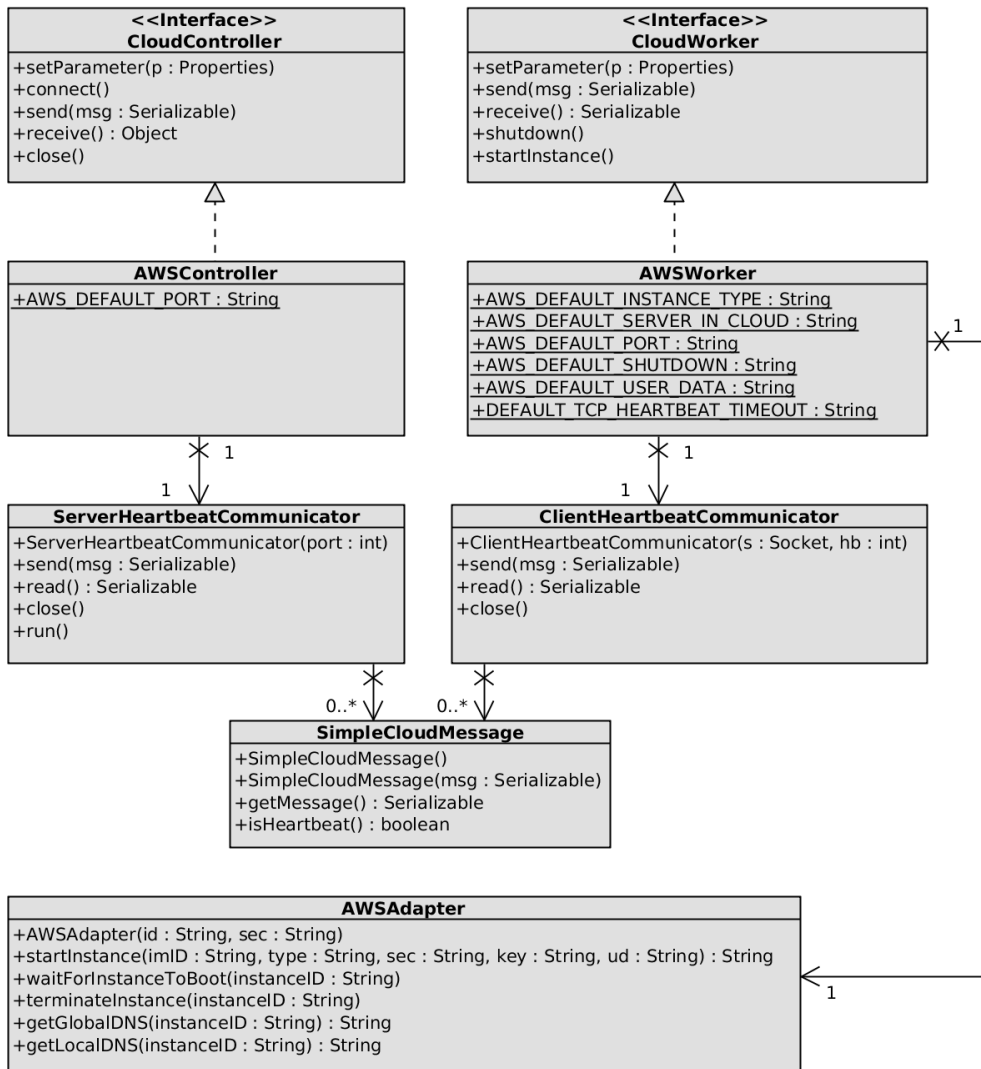 <<Interface>>
CloudController
+setParameter(p : Properties)
+connect()
+send(msg : Serializable)
+receive() : Object
+close()
<<Interface>>
CloudWorker
+setParameter(p : Properties)
+send(msg : Serializable)
+receive() : Serializable
+shutdown()
+startInstance()
AWSController
+AWS_DEFAULT_PORT : String
AWSWorker
+AWS_DEFAULT_INSTANCE_TYPE : String
+AWS_DEFAULT_SERVER_IN_CLOUD : String
+AWS_DEFAULT_PORT : String
+AWS_DEFAULT_SHUTDOWN : String
+AWS_DEFAULT_USER_DATA : String
+DEFAULT_TCP_HEARTBEAT_TIMEOUT : String
1
1
1
1
1
ServerHeartbeatCommunicator
+ServerHeartbeatCommunicator(port : int)
+send(msg : Serializable)
+read() : Serializable
+close()
+run()
ClientHeartbeatCommunicator
+ClientHeartbeatCommunicator(s : Socket, hb : int)
+send(msg : Serializable)
+read() : Serializable
+close()
0..*
0..*
SimpleCloudMessage
+SimpleCloudMessage()
+SimpleCloudMessage(msg : Serializable)
+getMessage() : Serializable
+isHeartbeat() : boolean
AWSAdapter
+AWSAdapter(id : String, sec : String)
+startInstance(imID : String, type : String, sec : String, key : String, ud : String) : String
+waitForInstanceToBoot(instanceID : String)
+terminateInstance(instanceID : String)
+getGlobalDNS(instanceID : String) : String
+getLocalDNS(instanceID : String) : String
1